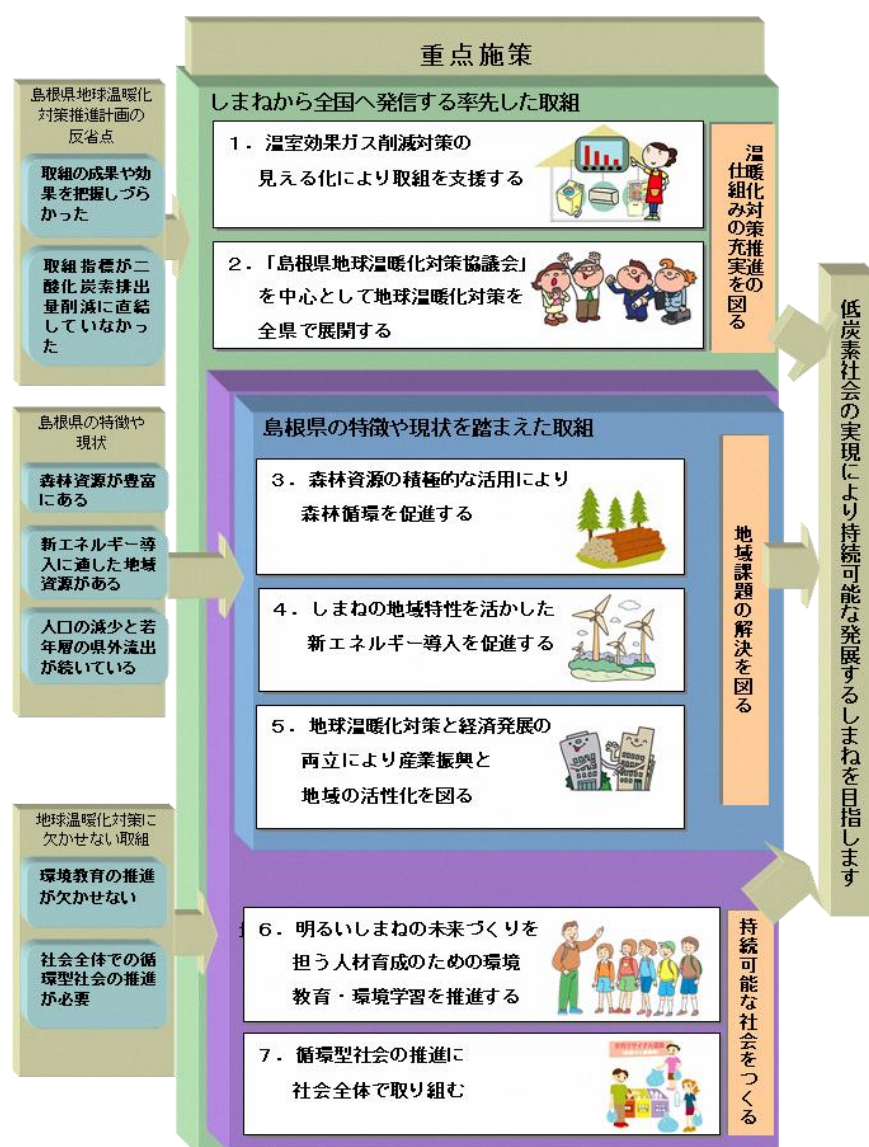 重点施策
島根県地球温暖化
対策推進計画の
反省点
取組の成果や効
果を把握しづら
かった
取組指標が二
酸化炭素排出
量削減に直結
していなかっ
た
しまねから全国へ発信する率先した取組
1．温室効果ガス削減対策の
見える化により取組を支援する
2．「島根県地球温暖化対策協議会」
を中心として地球温暖化対策を
全県で展開する
温暖化対策推進の
仕組みの充実を図る
島根県の特徴や
現状
森林資源が豊富
にある
新エネルギー導
入に適した地域
資源がある
人口の減少と若
年層の県外流出
が続いている
島根県の特徴や現状を踏まえた取組
3．森林資源の積極的な活用により
森林循環を促進する
4．しまねの地域特性を活かした
新エネルギー導入を促進する
5．地球温暖化対策と経済発展の
両立により産業振興と
地域の活性化を図る
地域課題の解決を図る
地球温暖化対策に
欠かせない取組
環境教育の推進
が欠かせない
社会全体での循
環型社会の推進
が必要
6．明るいしまねの未来づくりを
担う人材育成のための環境
教育・環境学習を推進する
7．循環型社会の推進に
社会全体で取り組む
持続可能な社会をつくる
低炭素社会の実現により持続可能な発展するしまねを目指します